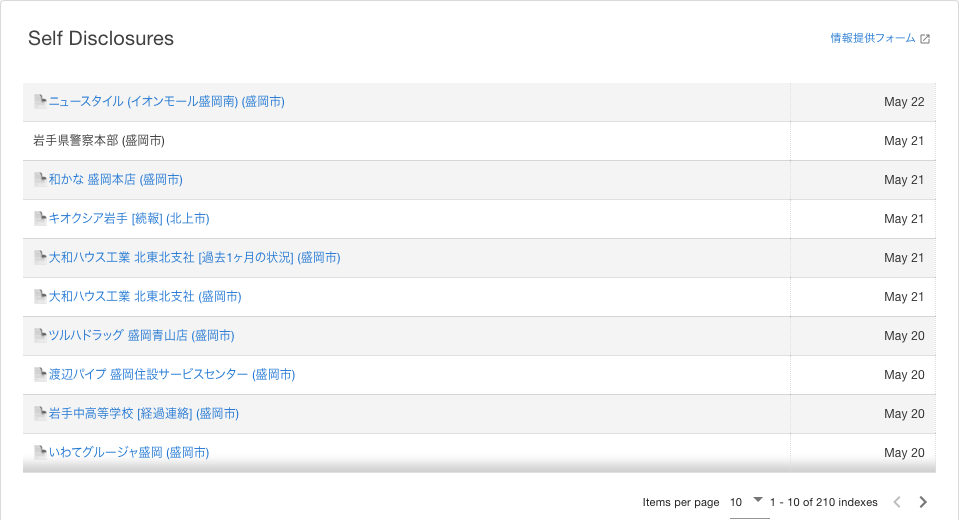 Self Disclosures
情報提供フォーム
ニュースタイル (イオンモール盛岡南) (盛岡市) May 22
岩手県警察本部 (盛岡市) May 21
和かな 盛岡本店 (盛岡市) May 21
キオクシア岩手 [続報] (北上市) May 21
大和ハウス工業 北東北支社 [過去1ヶ月の状況] (盛岡市) May 21
大和ハウス工業 北東北支社 (盛岡市) May 21
ツルハドラッグ 盛岡青山店 (盛岡市) May 20
渡辺パイプ 盛岡住設サービスセンター (盛岡市) May 20
岩手中高等学校 [経過連絡] (盛岡市) May 20
いわてグルージャ盛岡 (盛岡市) May 20
Items per page 10 1 - 10 of 210 indexes